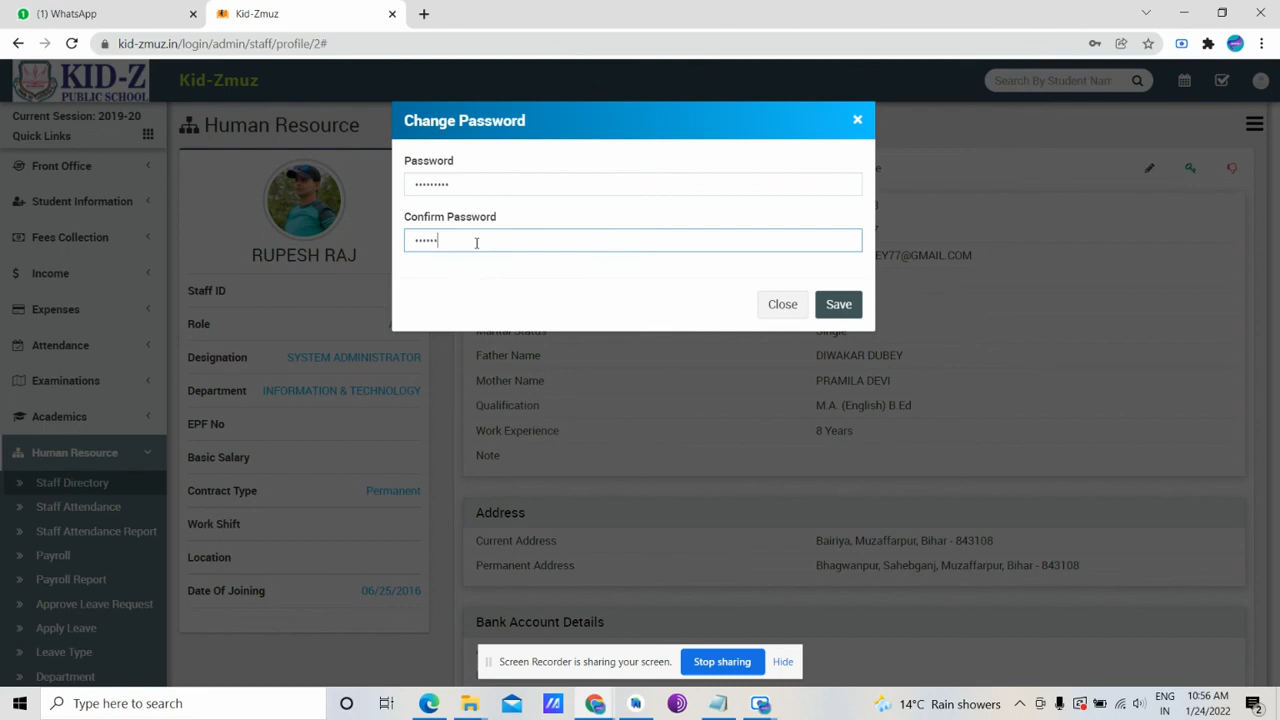 (1) WhatsApp
Kid-Zmuz
kid-zmuz.in/login/admin/staff/profile/2#
KID-Z
PUBLIC SCHOOL
Kid-Zmuz
Search By Student Nam
Current Session: 2019-20
Quick Links
Front Office
Student Information
Fees Collection
Income
Expenses
Attendance
Examinations
Academics
Human Resource
Staff Directory
Staff Attendance
Staff Attendance Report
Payroll
Payroll Report
Approve Leave Request
Apply Leave
Leave Type
Department
Human Resource
RUPESH RAJ
Staff ID
Role
Designation SYSTEM ADMINISTRATOR
Department INFORMATION & TECHNOLOGY
EPF No
Basic Salary
Contract Type Permanent
Work Shift
Location
Date Of Joining 06/25/2016
Change Password
Password
•••••••••
Confirm Password
••••••
Close Save
EY77@GMAIL.COM
Marital Status Single
Father Name DIWAKAR DUBEY
Mother Name PRAMILA DEVI
Qualification M.A. (English) B.Ed
Work Experience 8 Years
Note
Address
Current Address Bairiya, Muzaffarpur, Bihar - 843108
Permanent Address Bhagwanpur, Sahebganj, Muzaffarpur, Bihar - 843108
Bank Account Details
Screen Recorder is sharing your screen. Stop sharing Hide
Type here to search
14°C Rain showers
ENG
IN
10:56 AM
1/24/2022
2